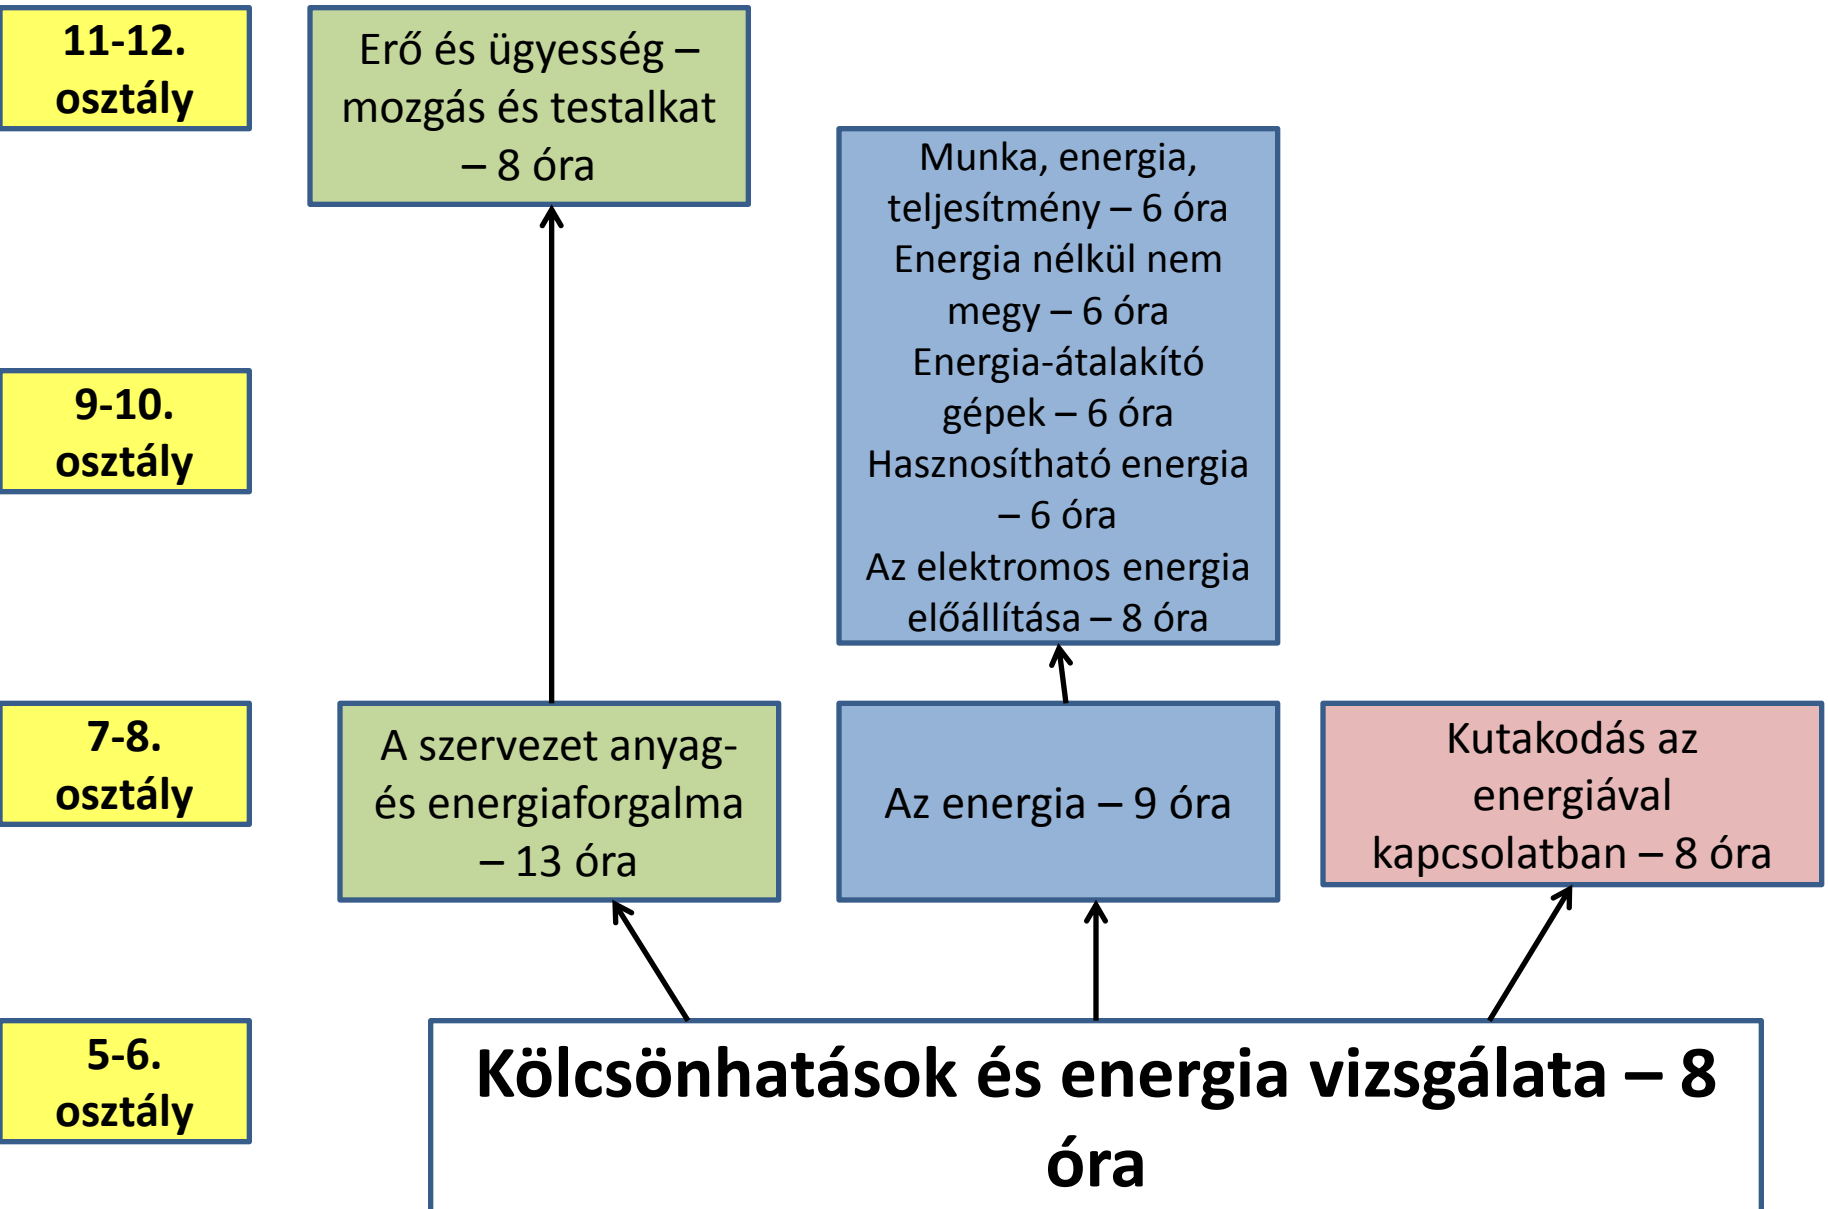 11-12.
osztály
Erő és ügyesség –
mozgás és testalkat
– 8 óra
Munka, energia,
teljesítmény – 6 óra
Energia nélkül nem
megy – 6 óra
Energia-átalakító
gépek – 6 óra
Hasznosítható energia
– 6 óra
Az elektromos energia
előállítása – 8 óra
9-10.
osztály
7-8.
osztály
A szervezet anyag-
és energiaforgalma
– 13 óra
Az energia – 9 óra
Kutakodás az
energiával
kapcsolatban – 8 óra
5-6.
osztály
Kölcsönhatások és energia vizsgálata – 8
óra